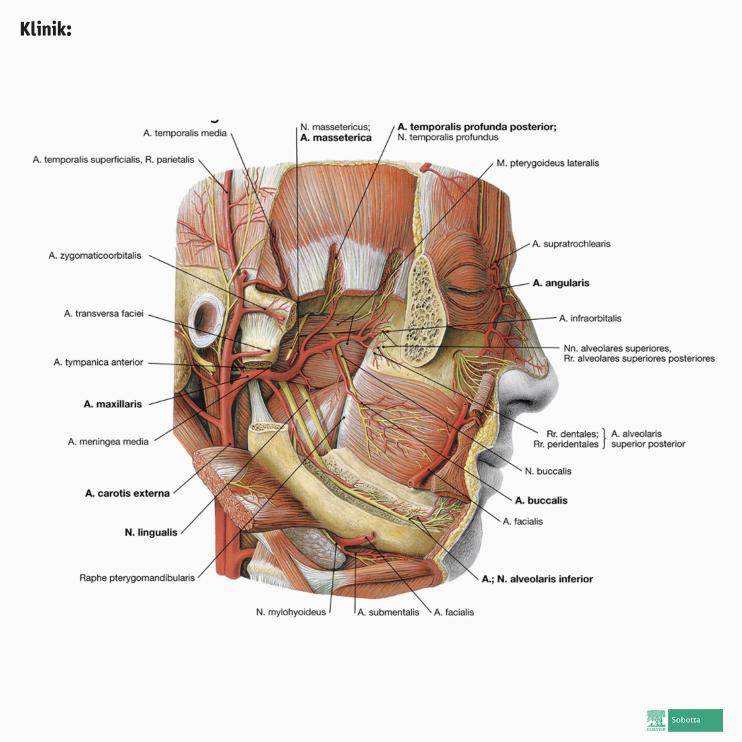 Klinik:
A. temporalis media
N. massetericus;
A. masseterica
A. temporalis profunda posterior;
N. temporalis profundus
A. temporalis superficialis, R. parietalis
M. pterygoideus lateralis
A. zygomaticoorbitalis
A. supratrochlearis
A. angularis
A. transversa faciei
A. infraorbitalis
Nn. alveolares superiores,
Rr. alveolares superiores posteriores
A. tympanica anterior
A. maxillaris
A. meningea media
Rr. dentales;
Rr. peridentales
A. alveolaris
superior posterior
N. buccalis
A. carotis externa
A. buccalis
A. facialis
N. lingualis
Raphe pterygomandibularis
A.; N. alveolaris inferior
N. mylohyoideus
A. submentalis
A. facialis
ELSEVIER
Sobotta